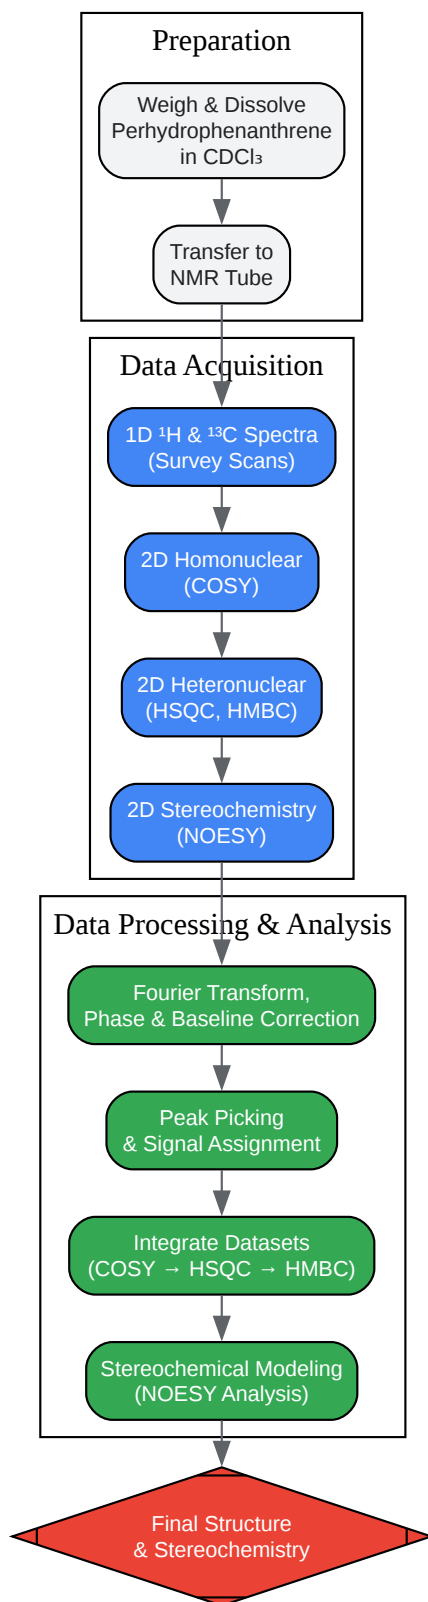 Preparation
Weigh & Dissolve
Perhydrophenanthrene
in CDCl₃
Transfer to
NMR Tube
Data Acquisition
1D ¹H & ¹³C Spectra
(Survey Scans)
2D Homonuclear
(COSY)
2D Heteronuclear
(HSQC, HMBC)
2D Stereochemistry
(NOESY)
Data Processing & Analysis
Fourier Transform,
Phase & Baseline Correction
Peak Picking
& Signal Assignment
Integrate Datasets
(COSY → HSQC → HMBC)
Stereochemical Modeling
(NOESY Analysis)
Final Structure
& Stereochemistry